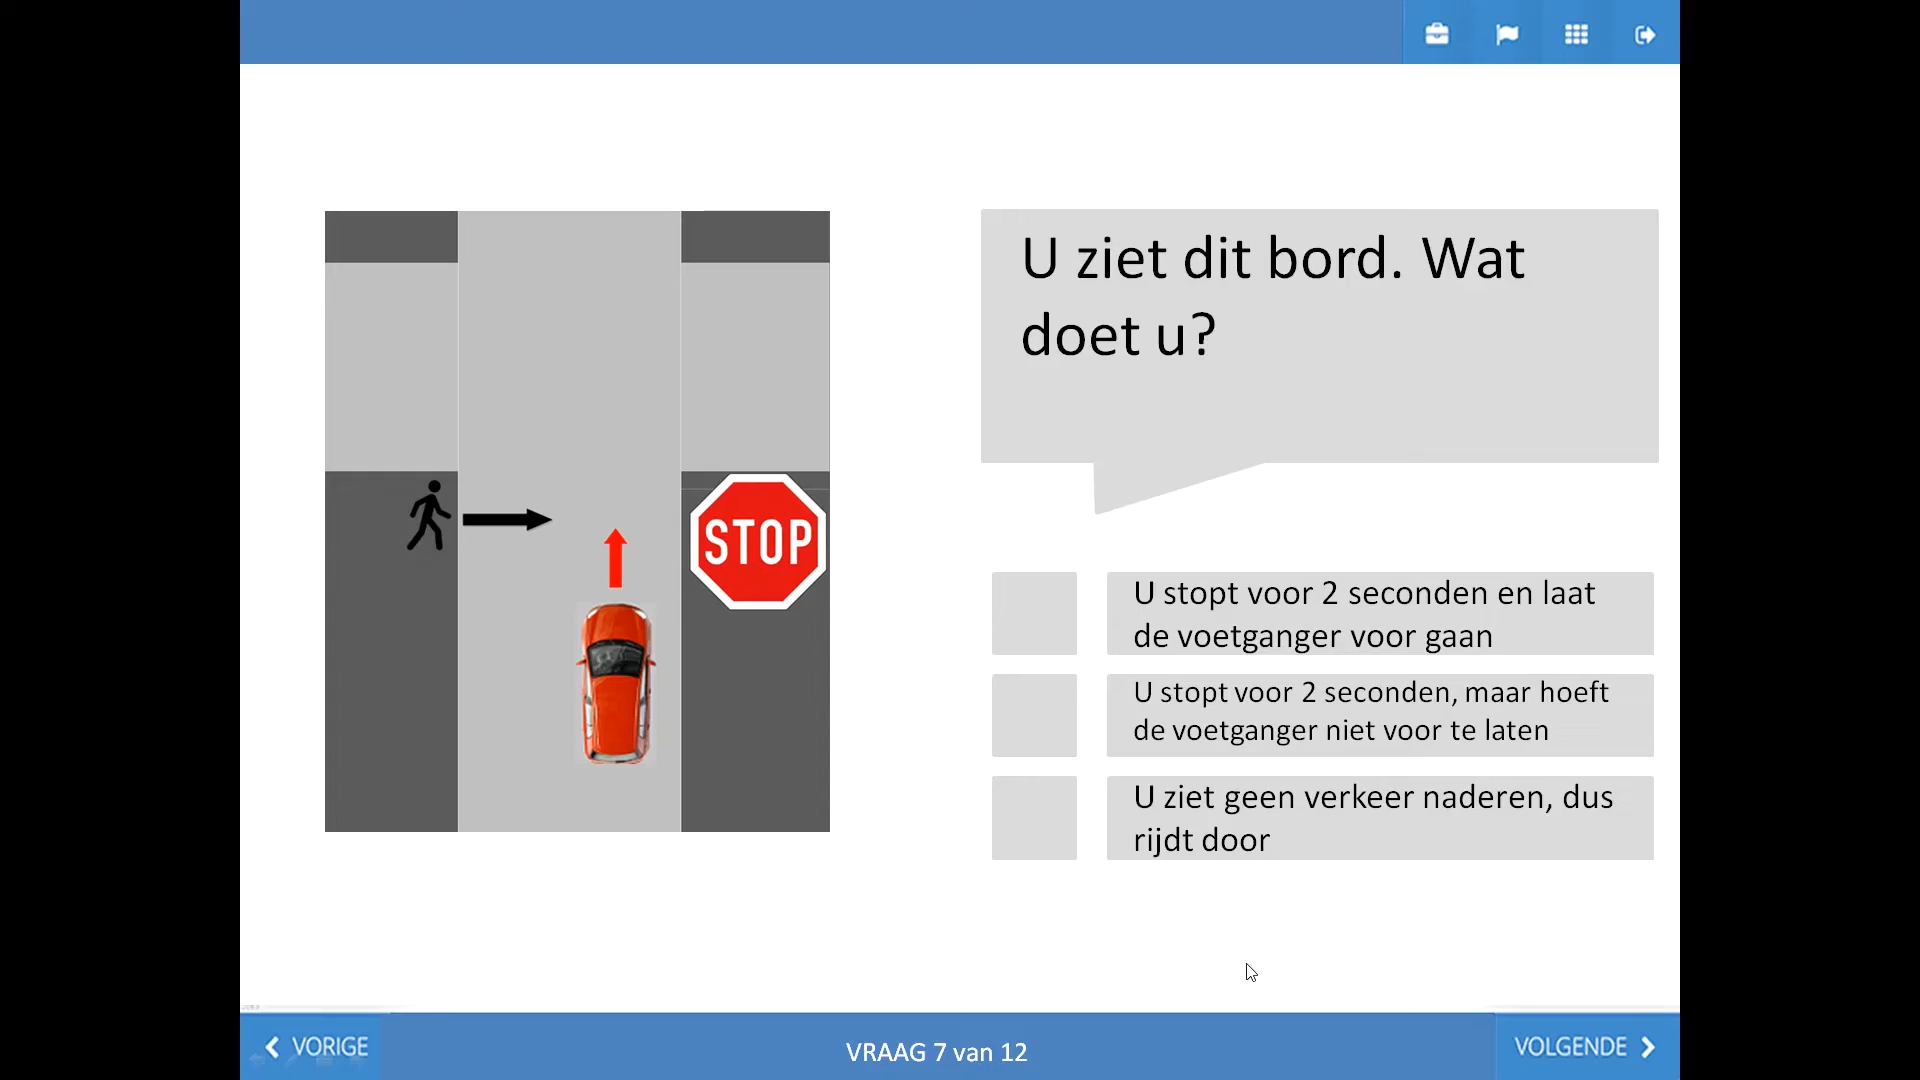 U ziet dit bord. Wat
doet u?
STOP
U stopt voor 2 seconden en laat
de voetganger voor gaan
U stopt voor 2 seconden, maar hoeft
de voetganger niet voor te laten
U ziet geen verkeer naderen, dus
rijdt door
VORIGE
VRAAG 7 van 12
VOLGENDE